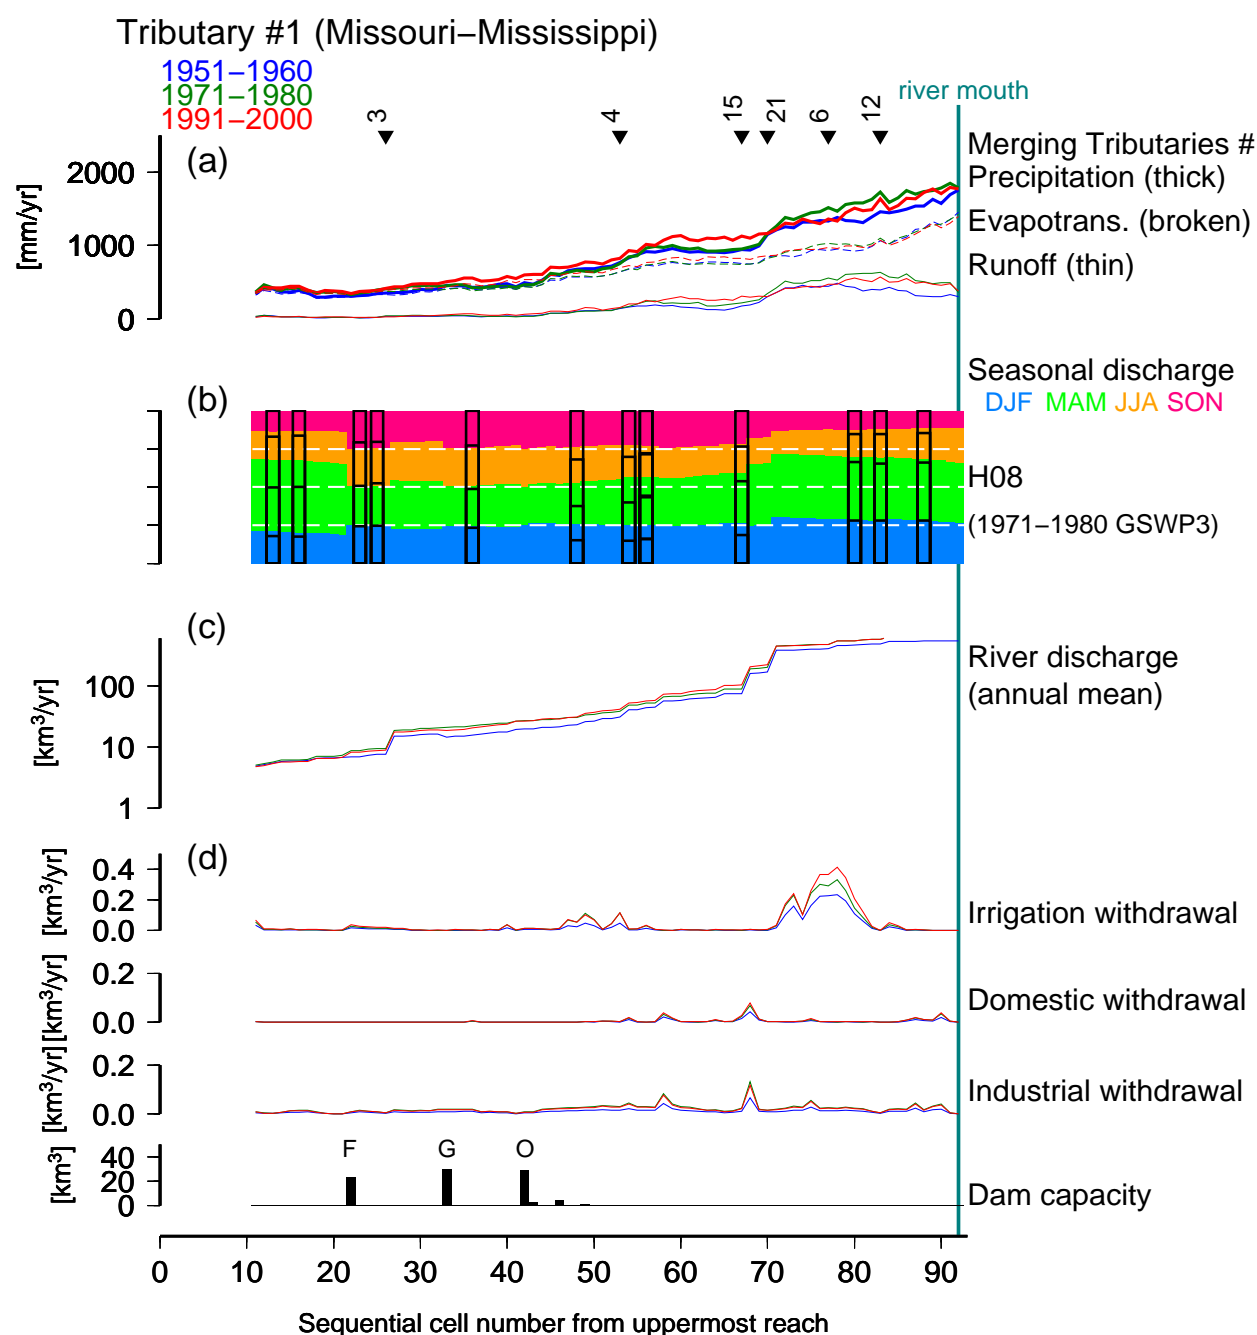 Tributary #1 (Missouri−Mississippi)
1951−1960
1971−1980
1991−2000
3
4
15
21
6
12
river mouth
(a)
Merging Tributaries #
Precipitation (thick)
Evapotrans. (broken)
Runoff (thin)
[mm/yr]
2000
1000
0
(b)
Seasonal discharge
DJF MAM JJA SON
H08
(1971−1980 GSWP3)
(c)
River discharge
(annual mean)
[km³/yr]
100
10
1
(d)
[km³/yr]
0.4
0.2
0.0
Irrigation withdrawal
[km³/yr]
0.2
0.0
Domestic withdrawal
[km³/yr]
0.2
0.0
Industrial withdrawal
[km³]
40
20
0
F G O
Dam capacity
0 10 20 30 40 50 60 70 80 90
Sequential cell number from uppermost reach